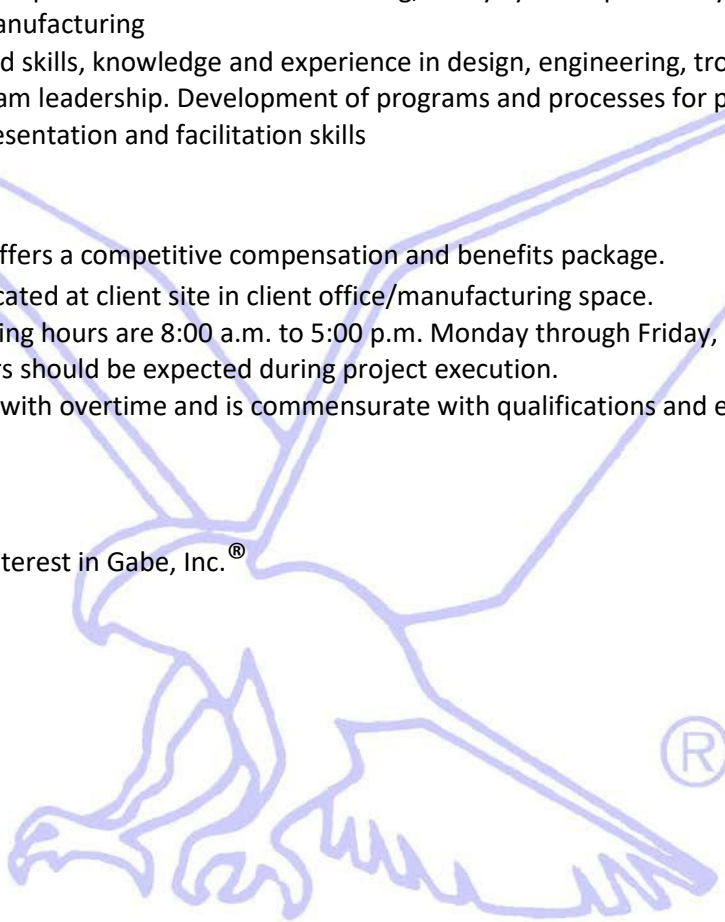 anufacturing
d skills, knowledge and experience in design, engineering, tro
am leadership. Development of programs and processes for p
esentation and facilitation skills
ffers a competitive compensation and benefits package.
cated at client site in client office/manufacturing space.
ing hours are 8:00 a.m. to 5:00 p.m. Monday through Friday,
rs should be expected during project execution.
with overtime and is commensurate with qualifications and e
terest in Gabe, Inc.®
®